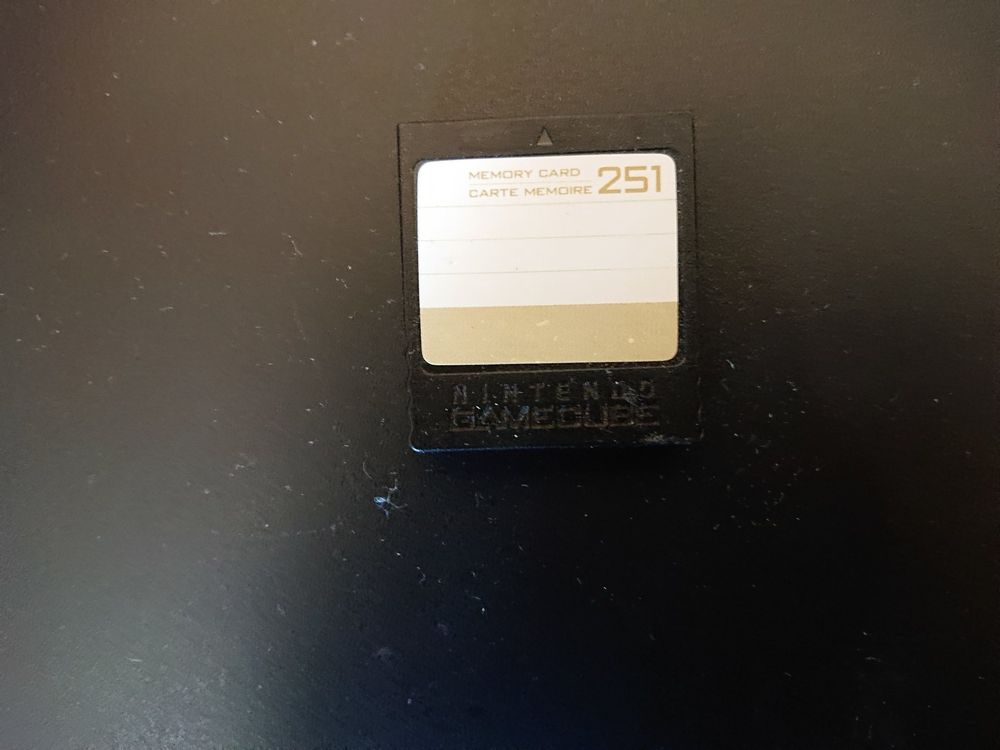 MEMORY CARD 251
CARTE MEMOIRE
NINTENDO
GAMECUBE